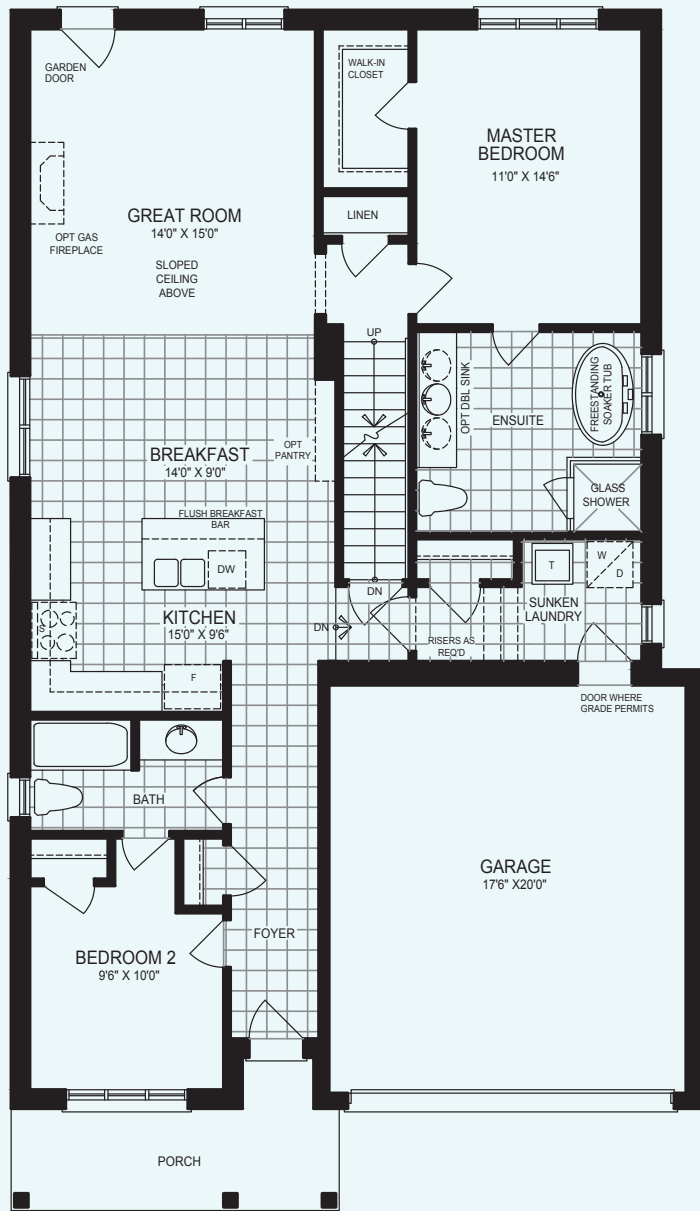 GARDEN
DOOR
WALK-IN
CLOSET
MASTER
BEDROOM
11'0" X 14'6"
GREAT ROOM
14'0" X 15'0"
LINEN
OPT GAS
FIREPLACE
SLOPED
CEILING
ABOVE
UP
OPT DBL SINK
ENSUITE
FREESTANDING
SOAKER TUB
BREAKFAST
14'0" X 9'0"
OPT
PANTRY
GLASS
SHOWER
FLUSH BREAKFAST
BAR
DW
DN
T
W
D
KITCHEN
15'0" X 9'6"
S
DN
SUNKEN
LAUNDRY
RISERS AS
REQ'D
F
DOOR WHERE
GRADE PERMITS
BATH
GARAGE
17'6" X20'0"
FOYER
BEDROOM 2
9'6" X 10'0"
PORCH